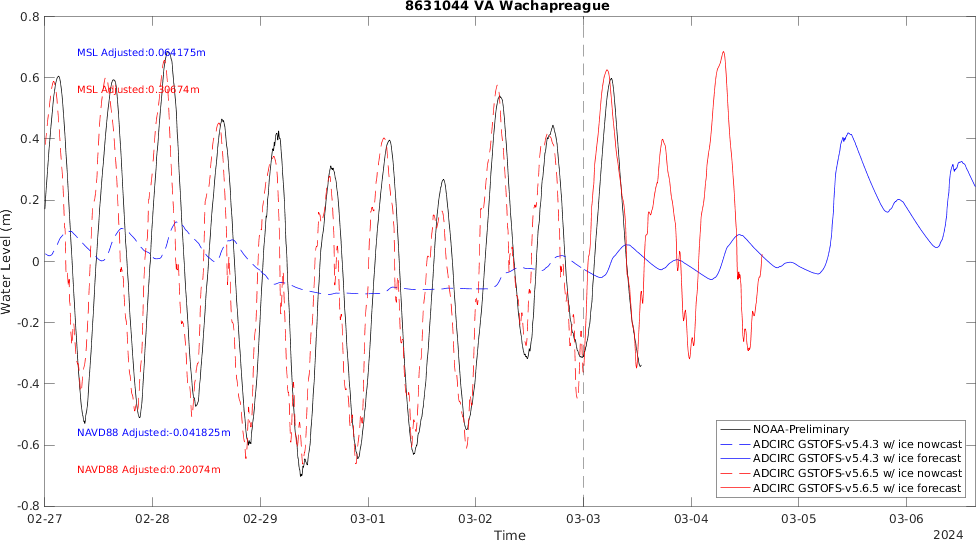 8631044 VA Wachapreague
MSL Adjusted:0.064175m
MSL Adjusted:0.30674m
NAVD88 Adjusted:-0.041825m
NAVD88 Adjusted:0.20074m
Water Level (m)
0.8
0.6
0.4
0.2
0
-0.2
-0.4
-0.6
-0.8
NOAA-Preliminary
ADCIRC GSTOFS-v5.4.3 w/ ice nowcast
ADCIRC GSTOFS-v5.4.3 w/ ice forecast
ADCIRC GSTOFS-v5.6.5 w/ ice nowcast
ADCIRC GSTOFS-v5.6.5 w/ ice forecast
02-27 02-28 02-29 03-01 03-02 03-03 03-04 03-05 03-06
Time
2024